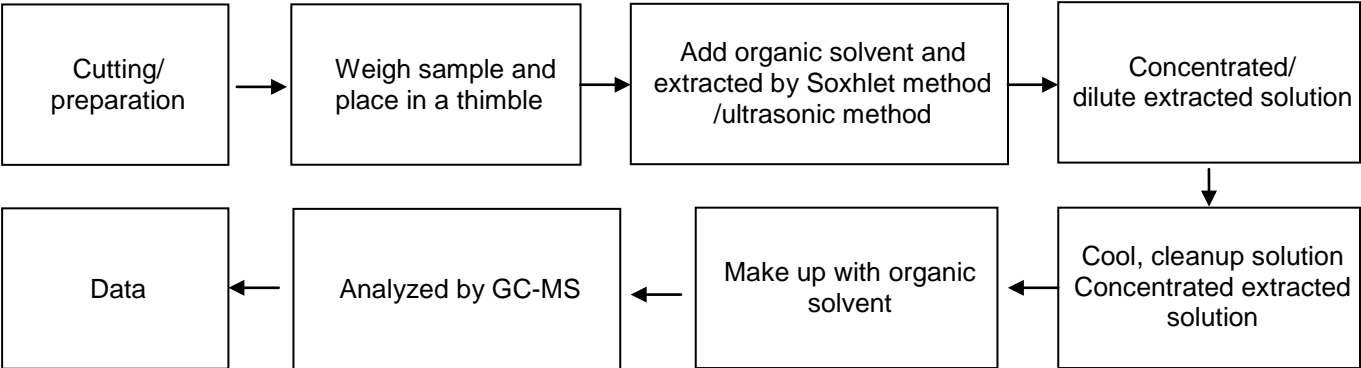 Cutting/
preparation
Weigh sample and
place in a thimble
Add organic solvent and
extracted by Soxhlet method
/ultrasonic method
Concentrated/
dilute extracted solution
Cool, cleanup solution
Concentrated extracted
solution
Make up with organic
solvent
Analyzed by GC-MS
Data